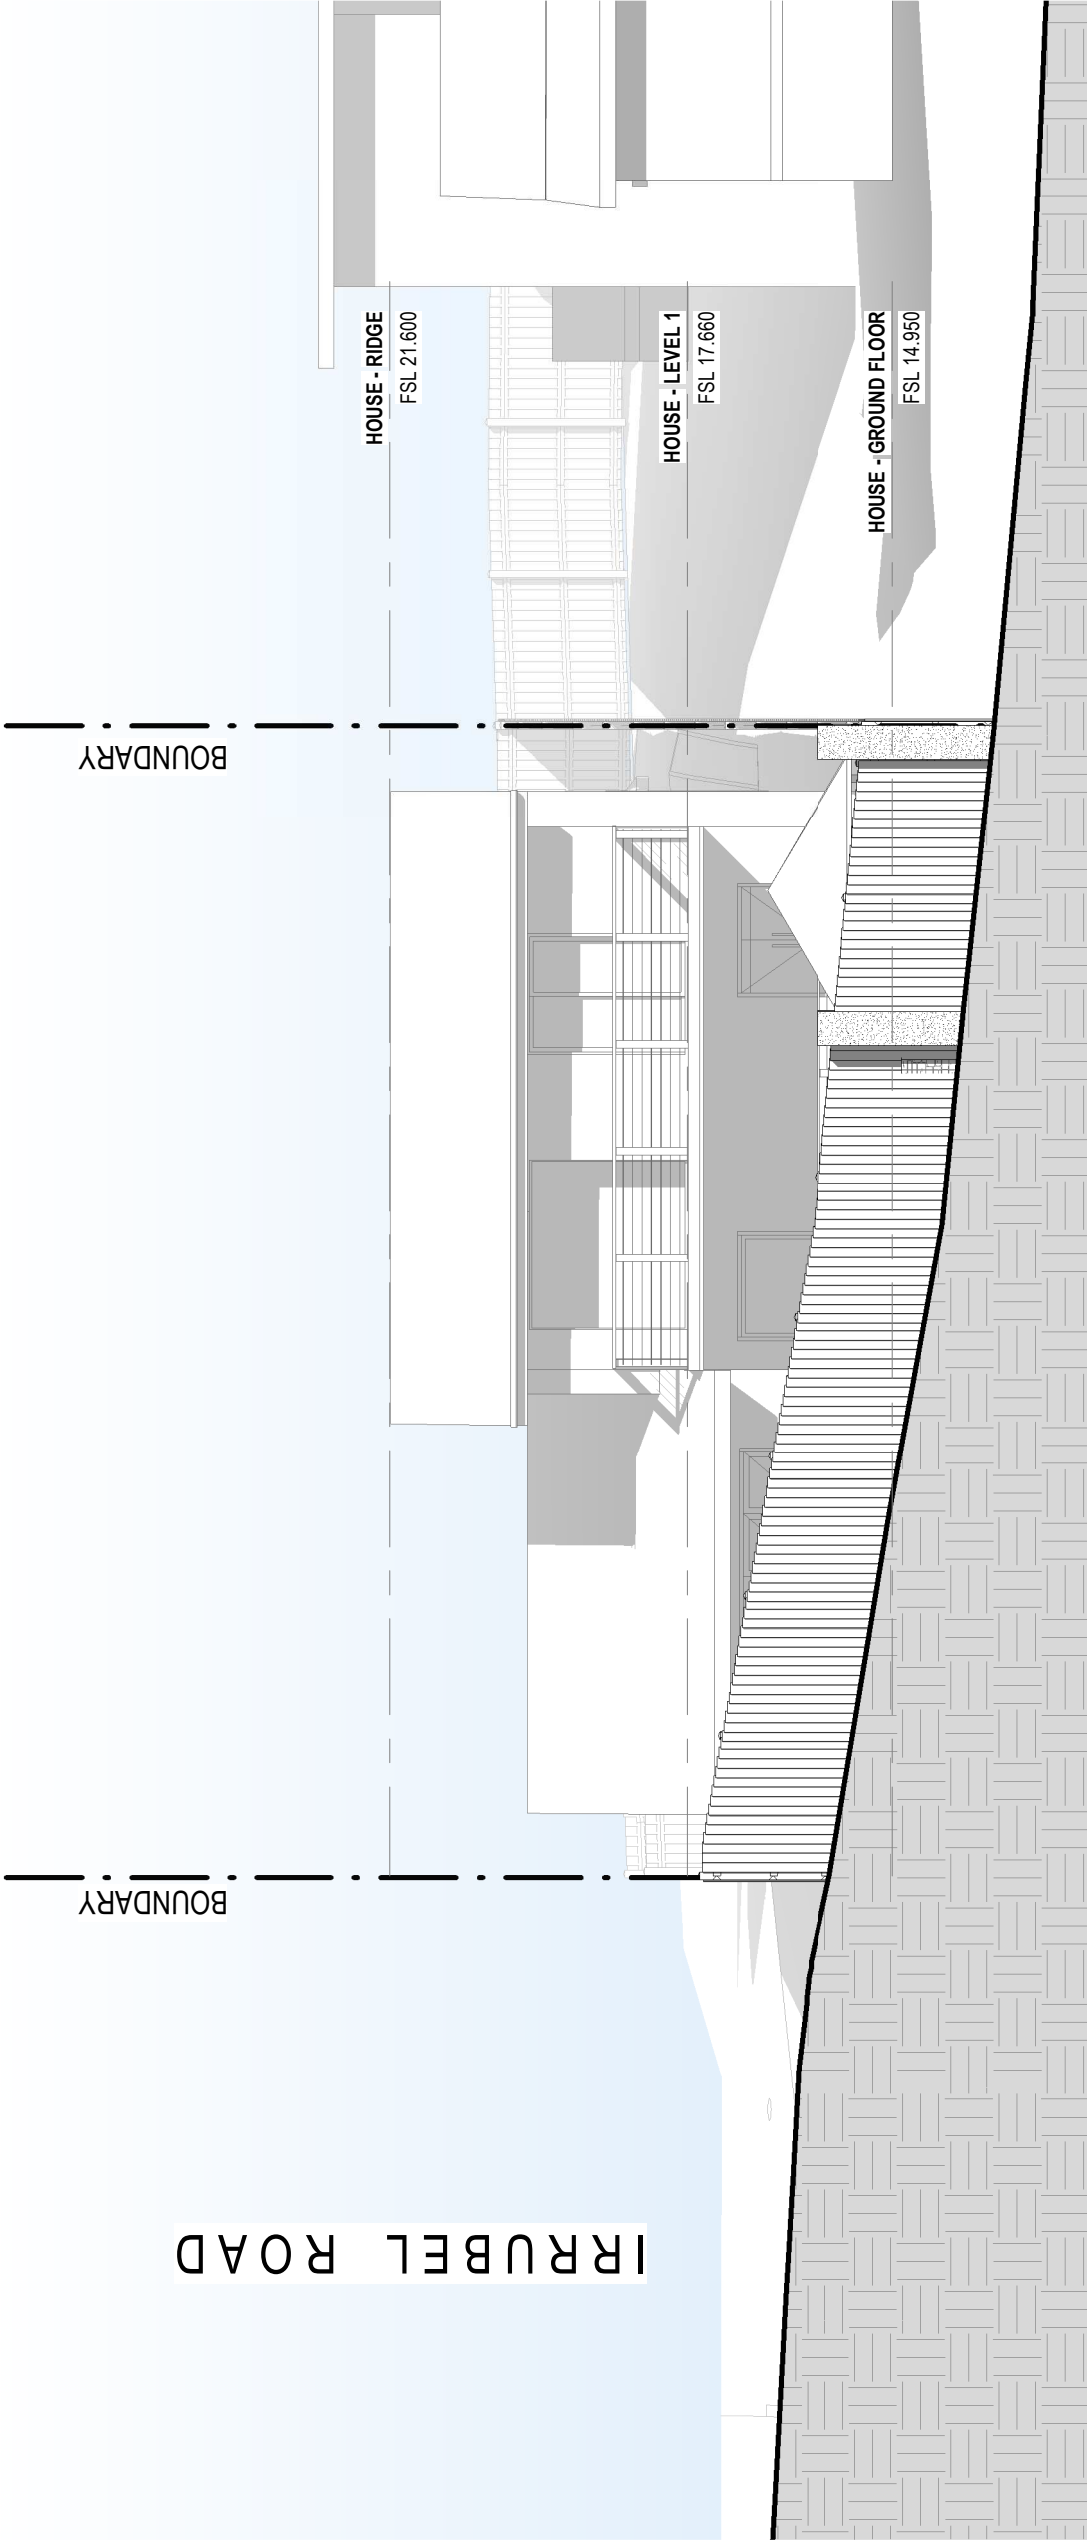 HOUSE - RIDGE
FSL 21.600
HOUSE - LEVEL 1
FSL 17.660
HOUSE - GROUND FLOOR
FSL 14.950
BOUNDARY
BOUNDARY
IRRUBEL ROAD